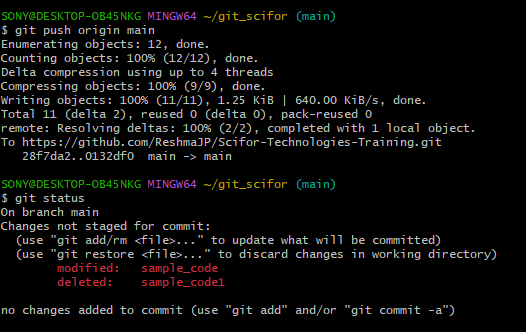 SONY@DESKTOP-OB45NKG MINGW64 ~/git_scifor (main)
$ git push origin main
Enumerating objects: 12, done.
Counting objects: 100% (12/12), done.
Delta compression using up to 4 threads
Compressing objects: 100% (9/9), done.
Writing objects: 100% (11/11), 1.25 KiB | 640.00 KiB/s, done.
Total 11 (delta 2), reused 0 (delta 0), pack-reused 0
remote: Resolving deltas: 100% (2/2), completed with 1 local object.
To https://github.com/ReshmaJP/Scifor-Technologies-Training.git
   28f7da2..0132df0  main -> main
SONY@DESKTOP-OB45NKG MINGW64 ~/git_scifor (main)
$ git status
On branch main
Changes not staged for commit:
  (use "git add/rm <file>..." to update what will be committed)
  (use "git restore <file>..." to discard changes in working directory)
        modified:   sample_code
        deleted:    sample_code1
no changes added to commit (use "git add" and/or "git commit -a")